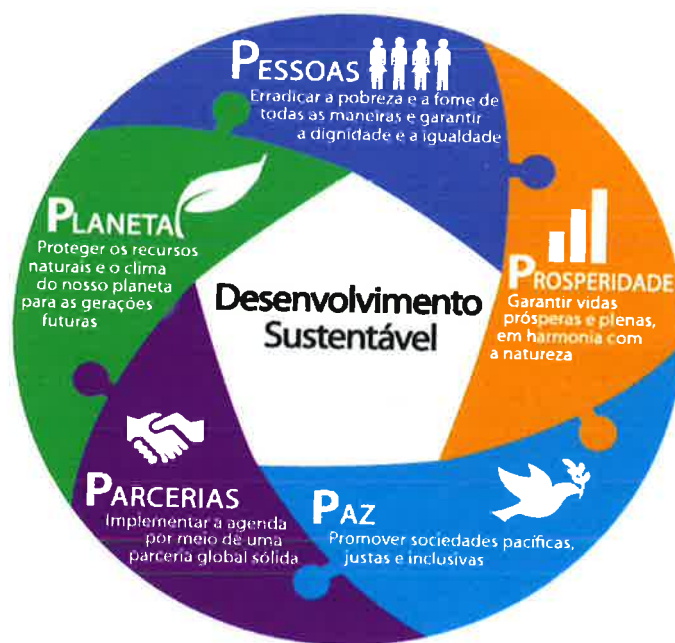 PESSOAS
Erradicar a pobreza e a fome de
todas as maneiras e garantir
a dignidade e a igualdade
PLANETA
Proteger os recursos
naturais e o clima
do nosso planeta
para as gerações
futuras
Desenvolvimento
Sustentável
PROSPERIDADE
Garantir vidas
prósperas e plenas,
em harmonia com
a natureza
PARCERIAS
Implementar a agenda
por meio de uma
parceria global sólida
PAZ
Promover sociedades pacíficas,
justas e inclusivas